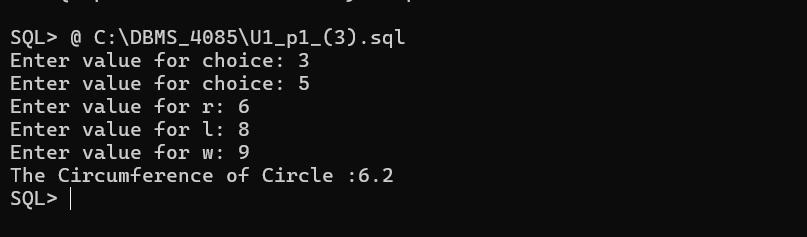 SQL> @ C:\DBMS_4085\U1_p1_(3).sql
Enter value for choice: 3
Enter value for choice: 5
Enter value for r: 6
Enter value for l: 8
Enter value for w: 9
The Circumference of Circle :6.2
SQL>